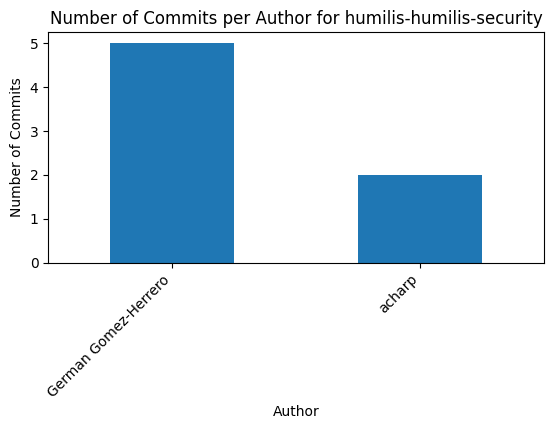 Number of Commits per Author for humilis-humilis-security
Number of Commits
5
4
3
2
1
0
German Gomez-Herrero
acharp
Author